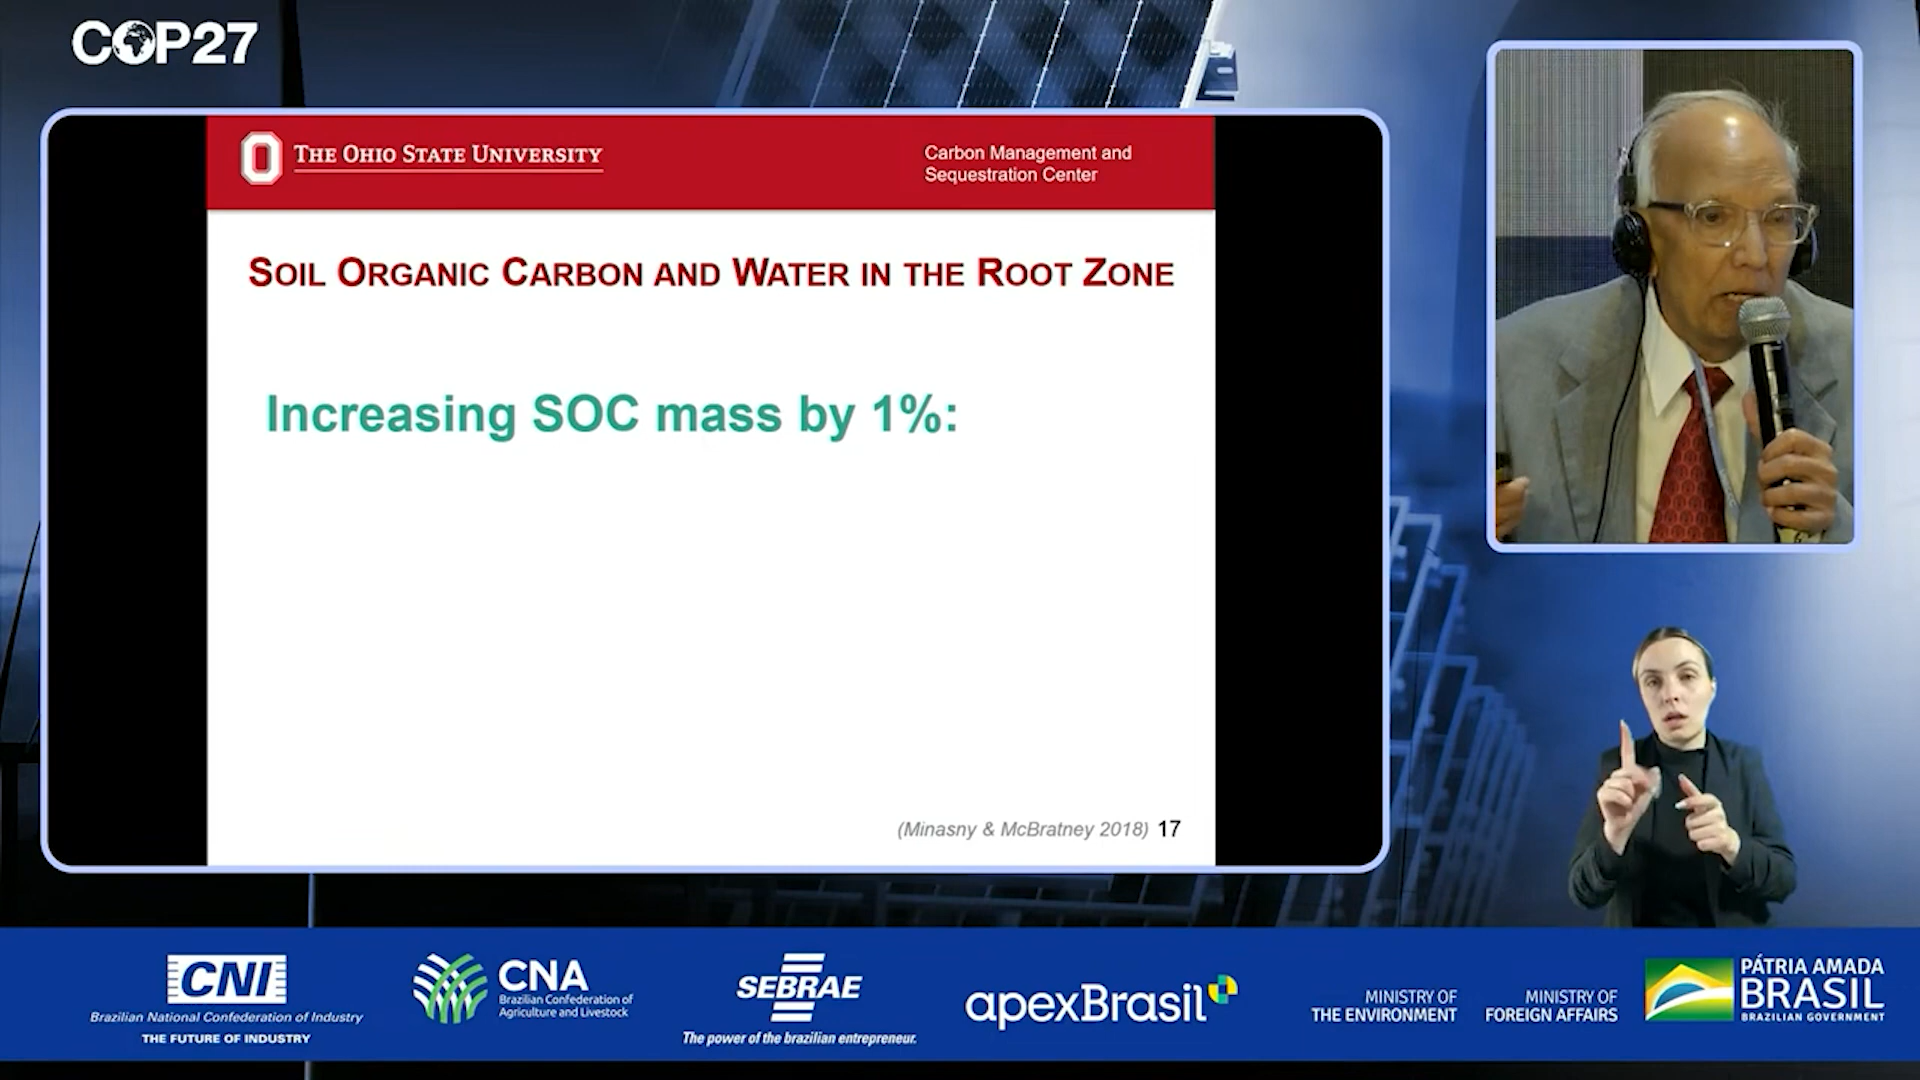 COP27
THE OHIO STATE UNIVERSITY
Carbon Management and
Sequestration Center
SOIL ORGANIC CARBON AND WATER IN THE ROOT ZONE
Increasing SOC mass by 1%:
(Minasny & McBratney 2018) 17
CNI
Brazilian National Confederation of Industry
THE FUTURE OF INDUSTRY
CNA
Brazilian Confederation of
Agriculture and Livestock
SEBRAE
The power of the brazilian entrepreneur.
apexBrasil
MINISTRY OF
THE ENVIRONMENT
MINISTRY OF
FOREIGN AFFAIRS
PÁTRIA AMADA
BRASIL
BRAZILIAN GOVERNMENT